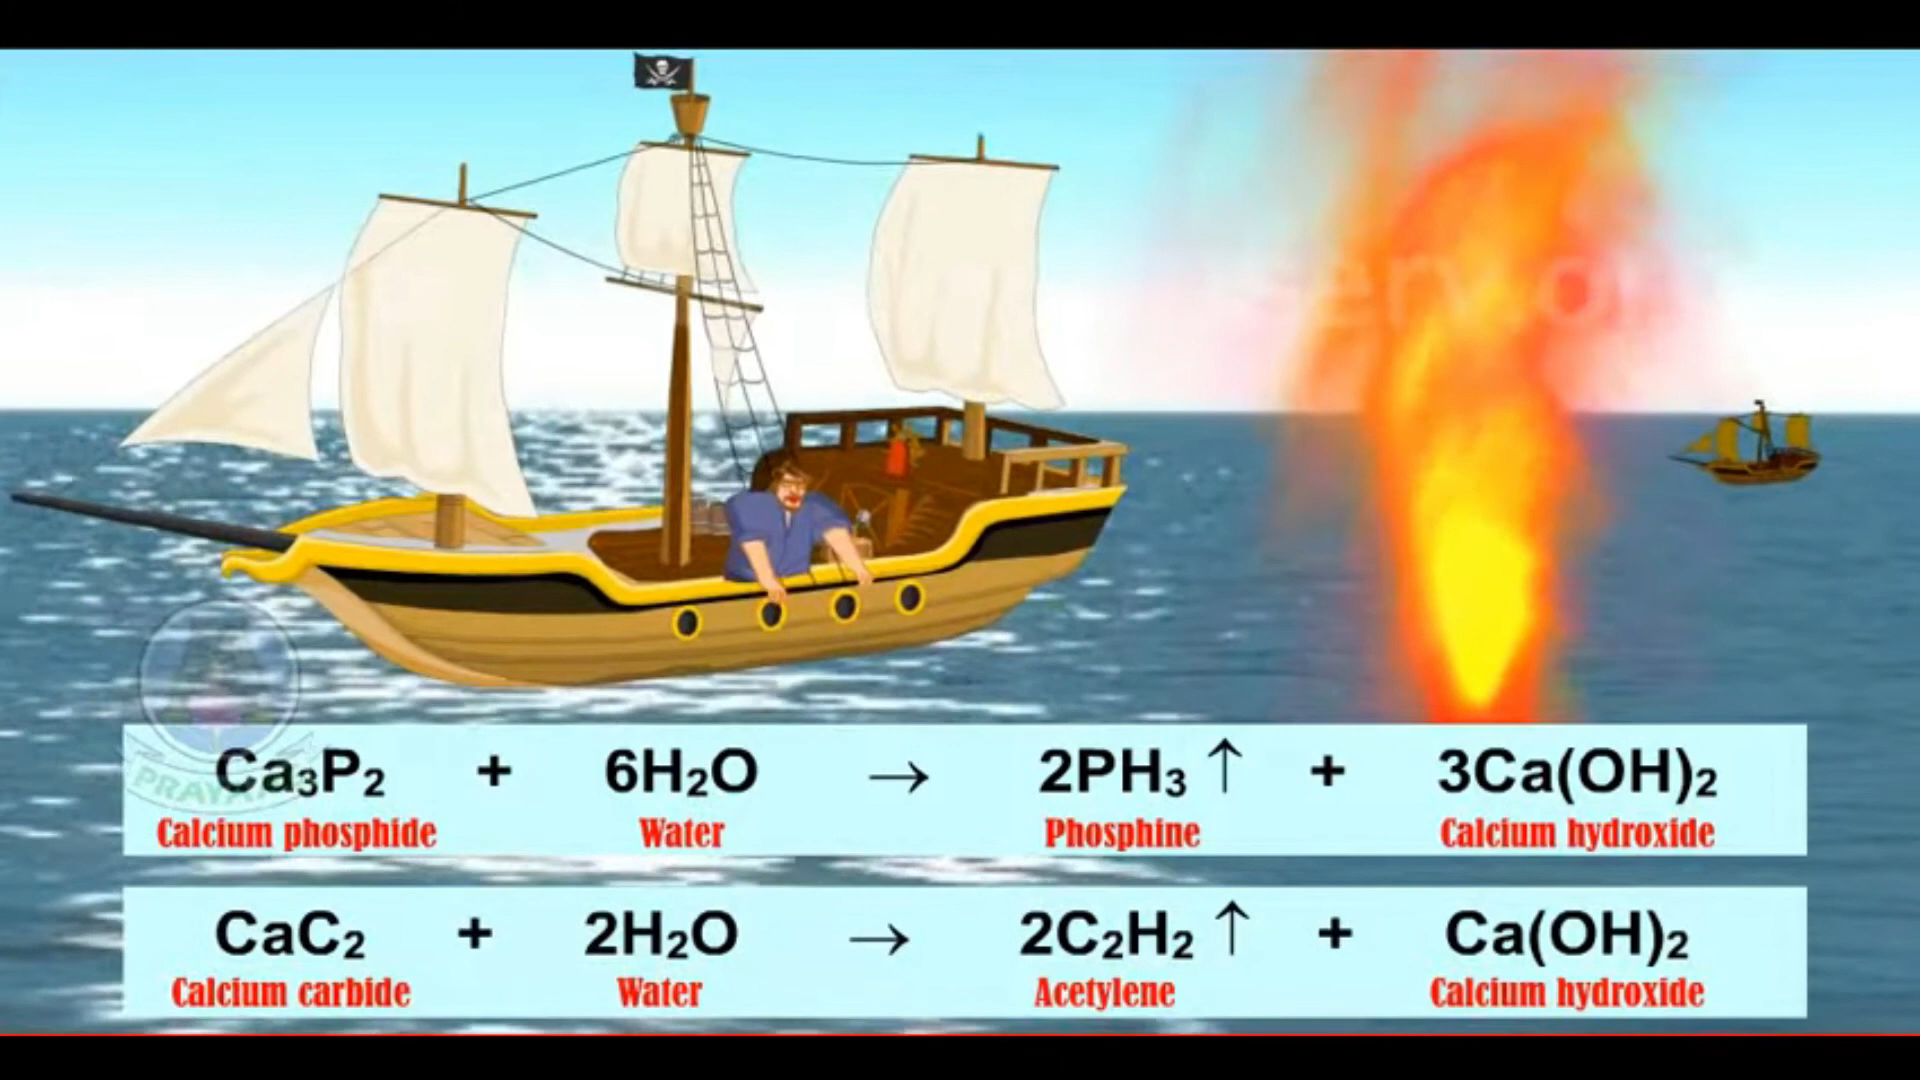 Ca₃P₂ + 6H₂O → 2PH₃ ↑ + 3Ca(OH)₂
Calcium phosphide Water Phosphine Calcium hydroxide
CaC₂ + 2H₂O → 2C₂H₂ ↑ + Ca(OH)₂
Calcium carbide Water Acetylene Calcium hydroxide